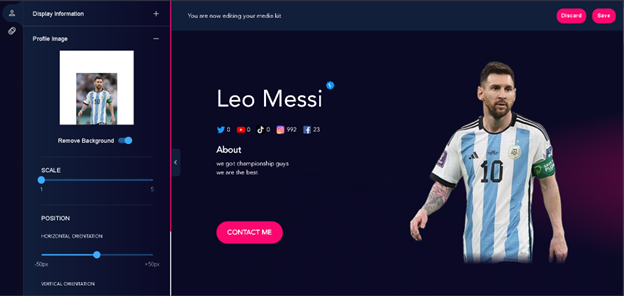 Display Information
You are now editing your media kit
Discard
Save
Profile Image
Remove Background
SCALE
1
5
POSITION
HORIZONTAL ORIENTATION
-50px
+50px
VERTICAL ORIENTATION
Leo Messi
0
0
0
992
23
About
we got championship guys
we are the best.
CONTACT ME
10